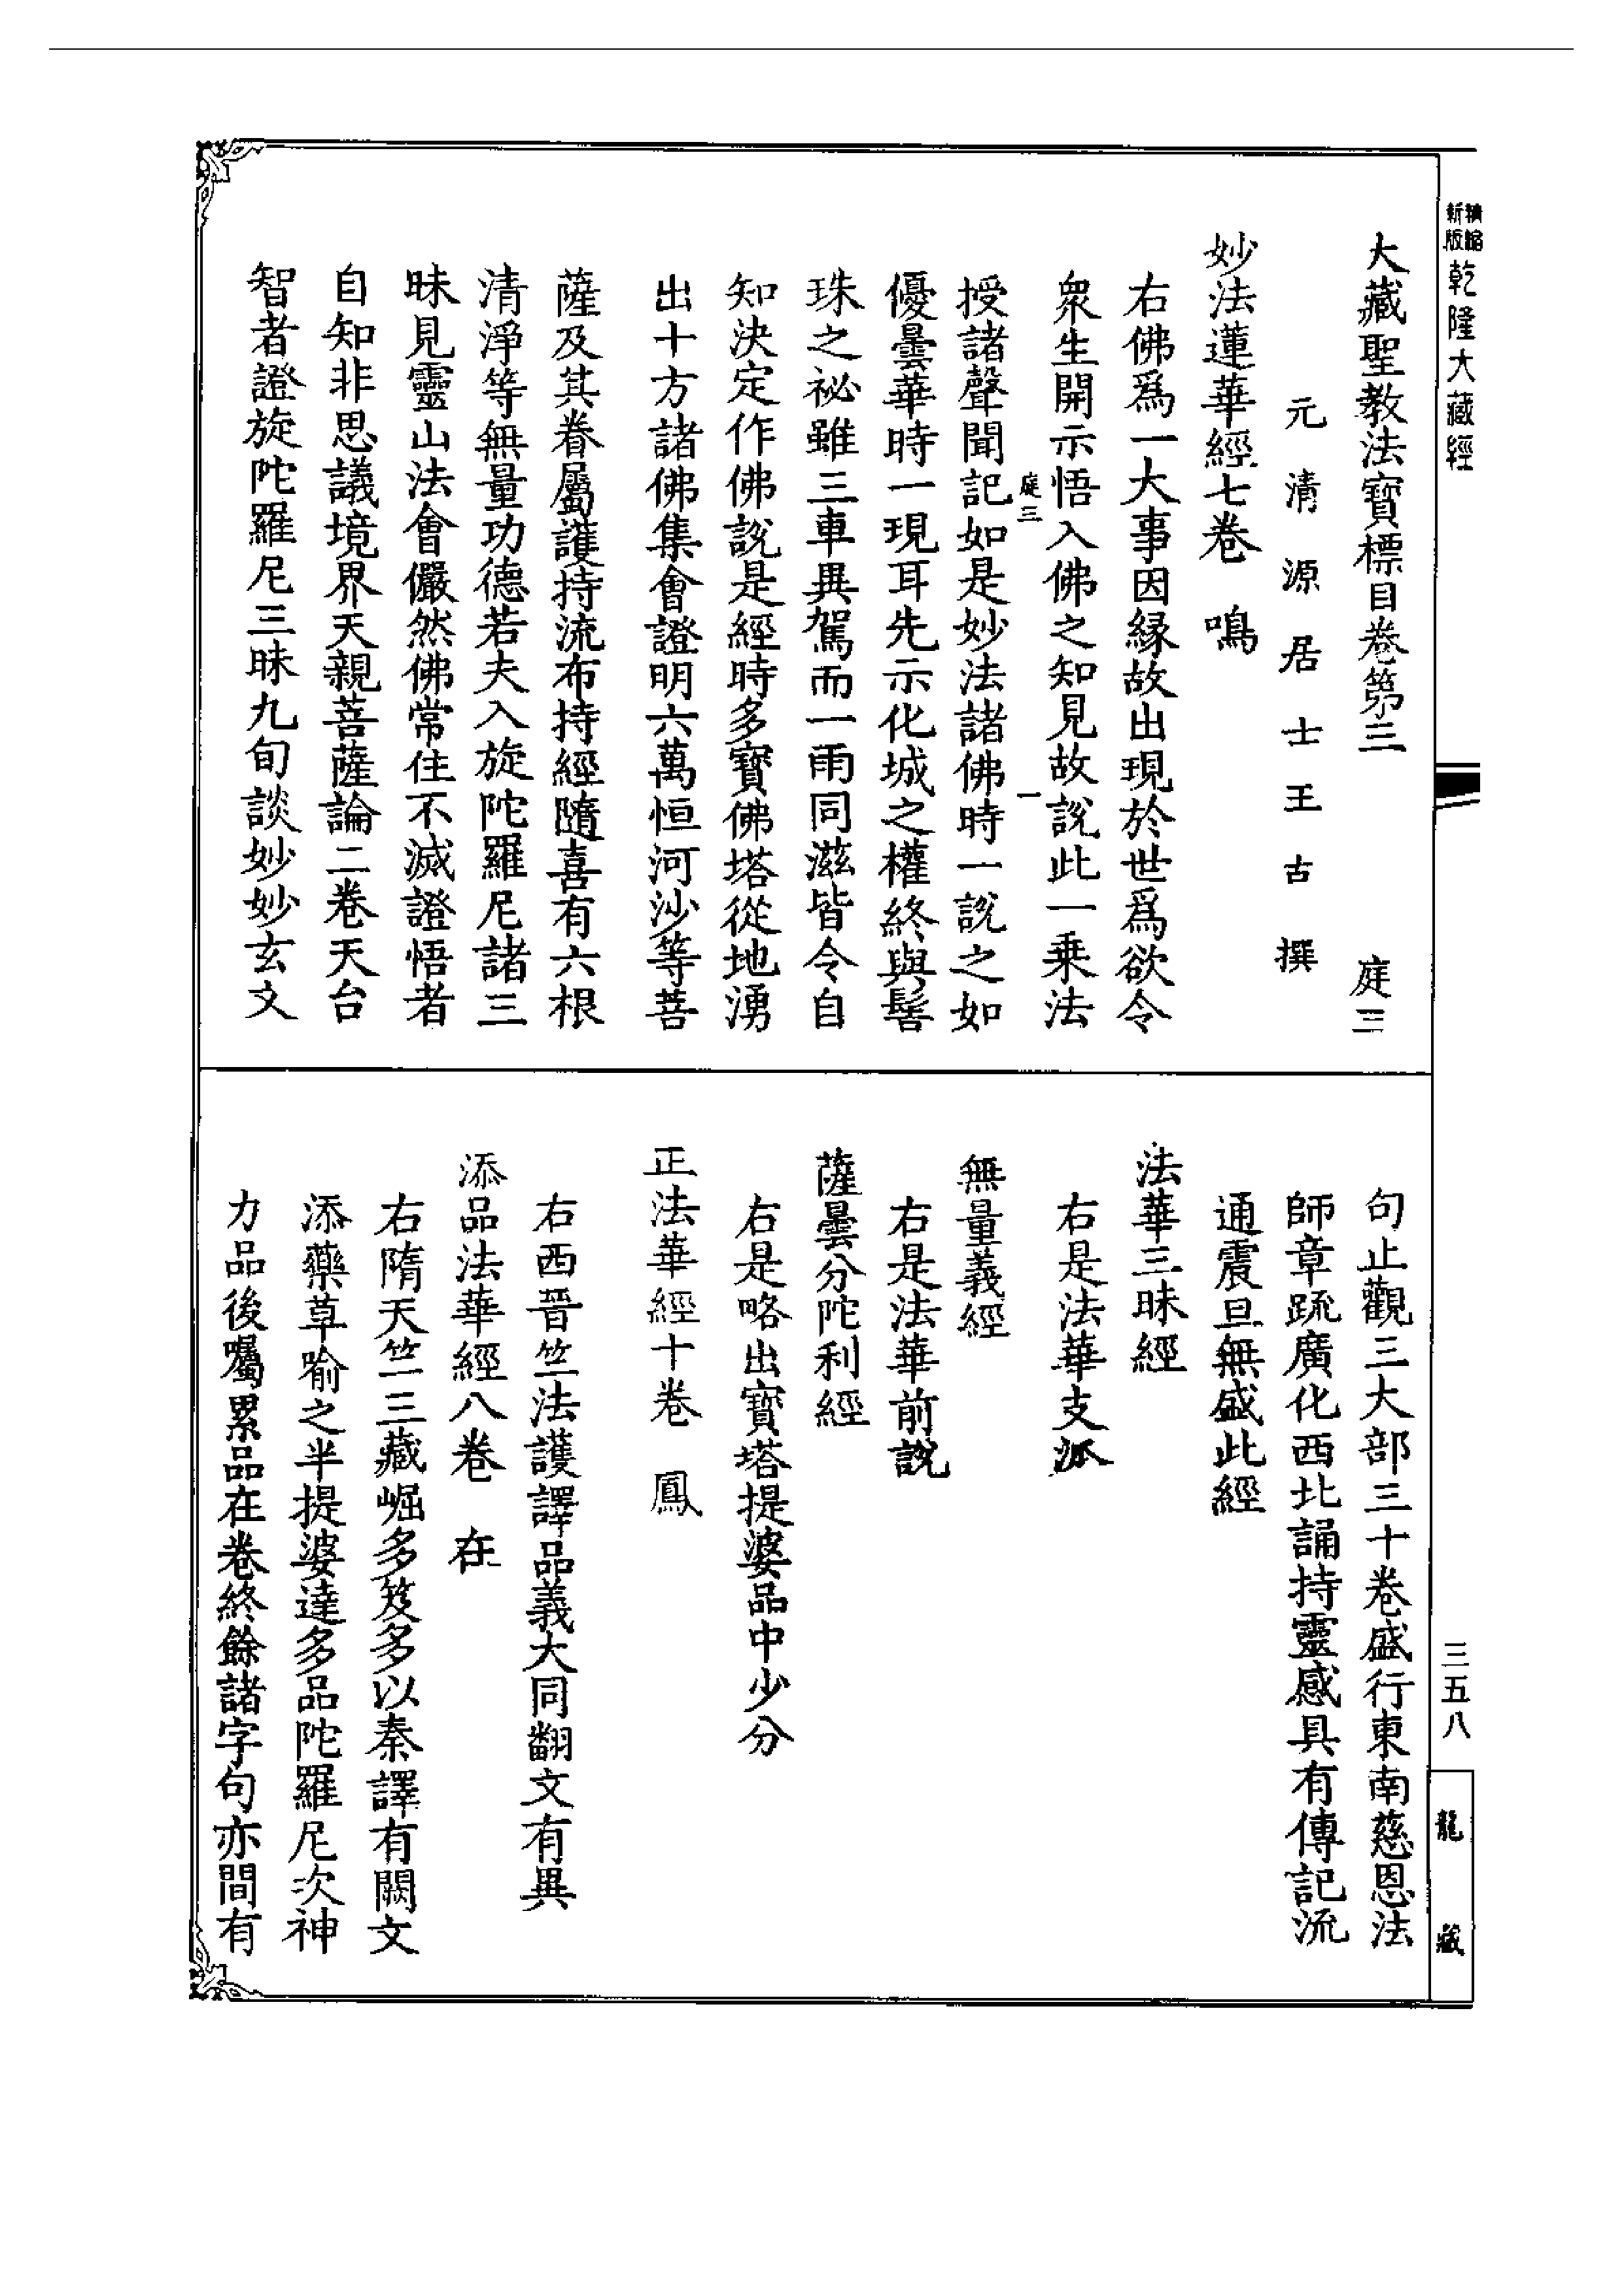 精縮新版乾隆大藏經
大藏聖教法寶標目卷第三 庭三
元清源居士王古撰
妙法蓮華經七卷 鳴
右佛爲一大事因緣故出現於世爲欲令
衆生開示悟入佛之知見故說此一乘法
庭三 一
授諸聲聞記如是妙法諸佛時一說之如
優曇華時一現耳先示化城之權終與髻
珠之祕雖三車異駕而一雨同滋皆令自
知決定作佛說是經時多寶佛塔從地湧
出十方諸佛集會證明六萬恒河沙等菩
薩及其眷屬護持流布持經隨喜有六根
清淨等無量功德若夫入旋陀羅尼諸三
昧見靈山法會儼然佛常住不滅證悟者
自知非思議境界天親菩薩論二卷天台
智者證旋陀羅尼三昧九旬談妙妙玄文
句止觀三大部三十卷盛行東南慈恩法
師章疏廣化西北誦持靈感具有傳記流
通震旦無盛此經
法華三昧經
右是法華支派
無量義經
右是法華前說
薩曇分陀利經
右是略出寶塔提婆品中少分
正法華經十卷 鳳
右西晉竺法護譯品義大同翻文有異
添品法華經八卷 在
右隋天竺三藏崛多笈多以秦譯有闕文
添藥草喻之半提婆達多品陀羅尼次神
力品後囑累品在卷終餘諸字句亦間有
三五八
龍藏